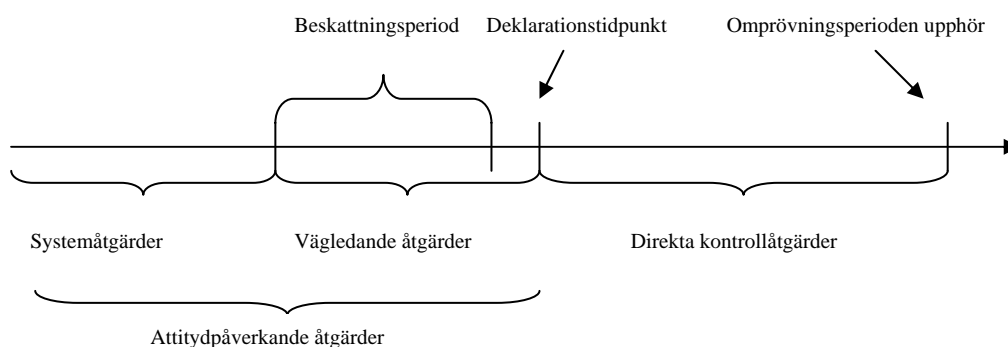 Beskattningsperiod Deklarationstidpunkt Omprövningsperioden upphör
Systemåtgärder Vägledande åtgärder Direkta kontrollåtgärder
Attitydpåverkande åtgärder